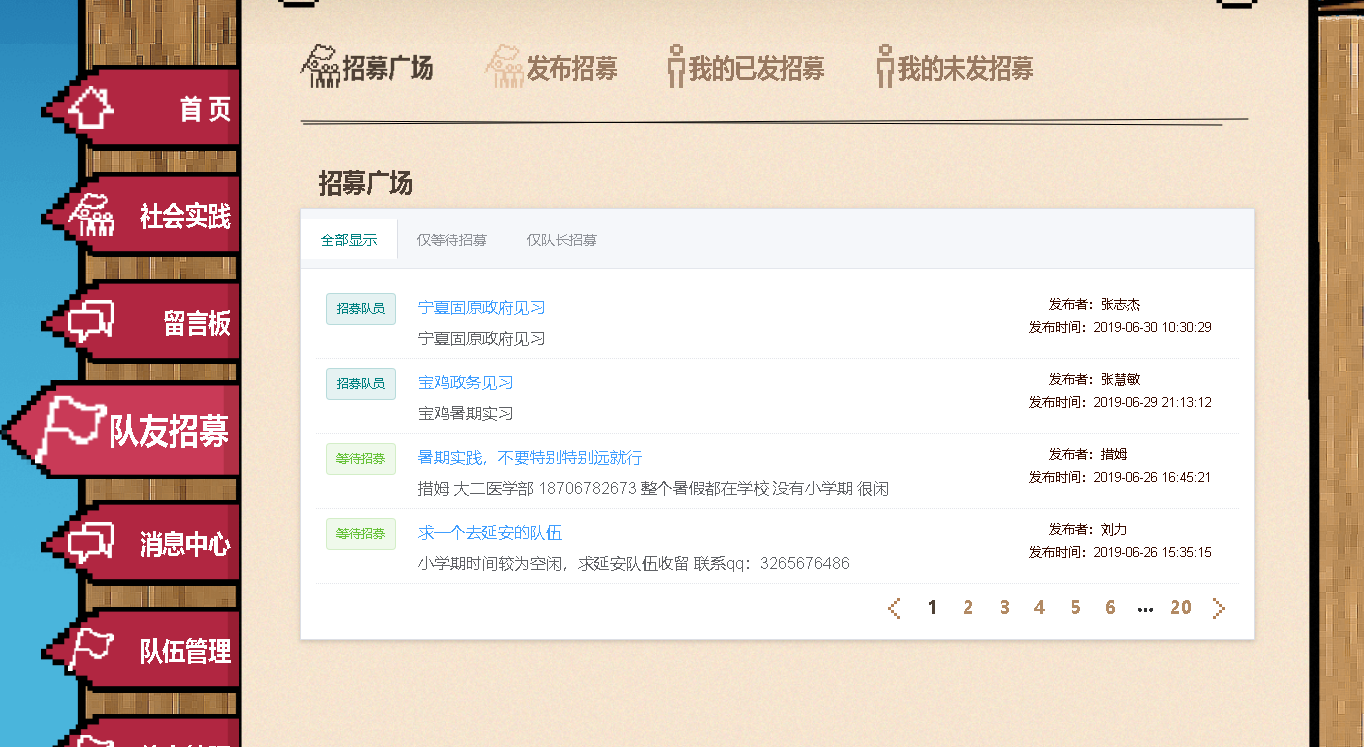 招募广场
发布招募
我的已发招募
我的未发招募
首页
社会实践
留言板
队友招募
消息中心
队伍管理
招募广场
全部显示
仅等待招募
仅队长招募
招募队员
宁夏固原政府见习
宁夏固原政府见习
发布者：张志杰
发布时间：2019-06-30 10:30:29
招募队员
宝鸡政务见习
宝鸡暑期实习
发布者：张慧敏
发布时间：2019-06-29 21:13:12
等待招募
暑期实践，不要特别特别远就行
措姆 大二医学部 18706782673 整个暑假都在学校 没有小学期 很闲
发布者：措姆
发布时间：2019-06-26 16:45:21
等待招募
求一个去延安的队伍
小学期时间较为空闲，求延安队伍收留 联系qq：3265676486
发布者：刘力
发布时间：2019-06-26 15:35:15
1 2 3 4 5 6 ... 20